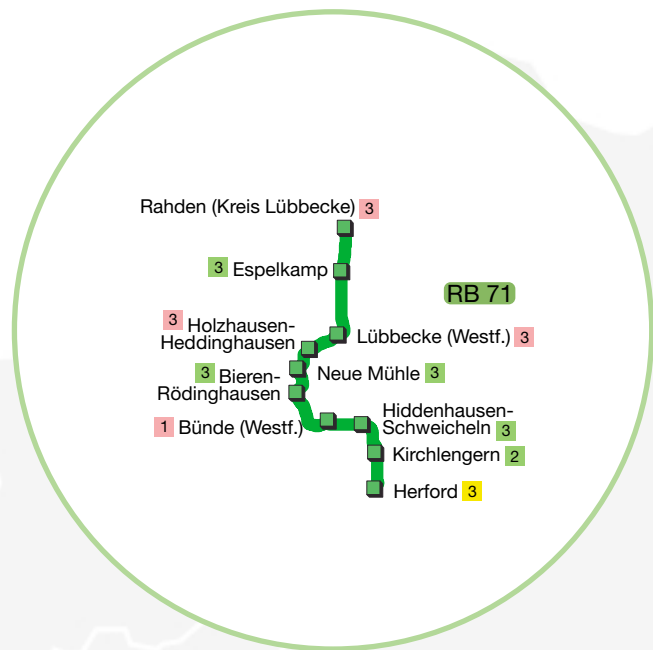 Rahden (Kreis Lübbecke) 3
3 Espelkamp
RB 71
3 Holzhausen-
Heddinghausen
Lübbecke (Westf.) 3
3 Bieren-
Rödinghausen
Neue Mühle 3
1 Bünde (Westf.)
Hiddenhausen-
Schweicheln 3
Kirchlengern 2
Herford 3